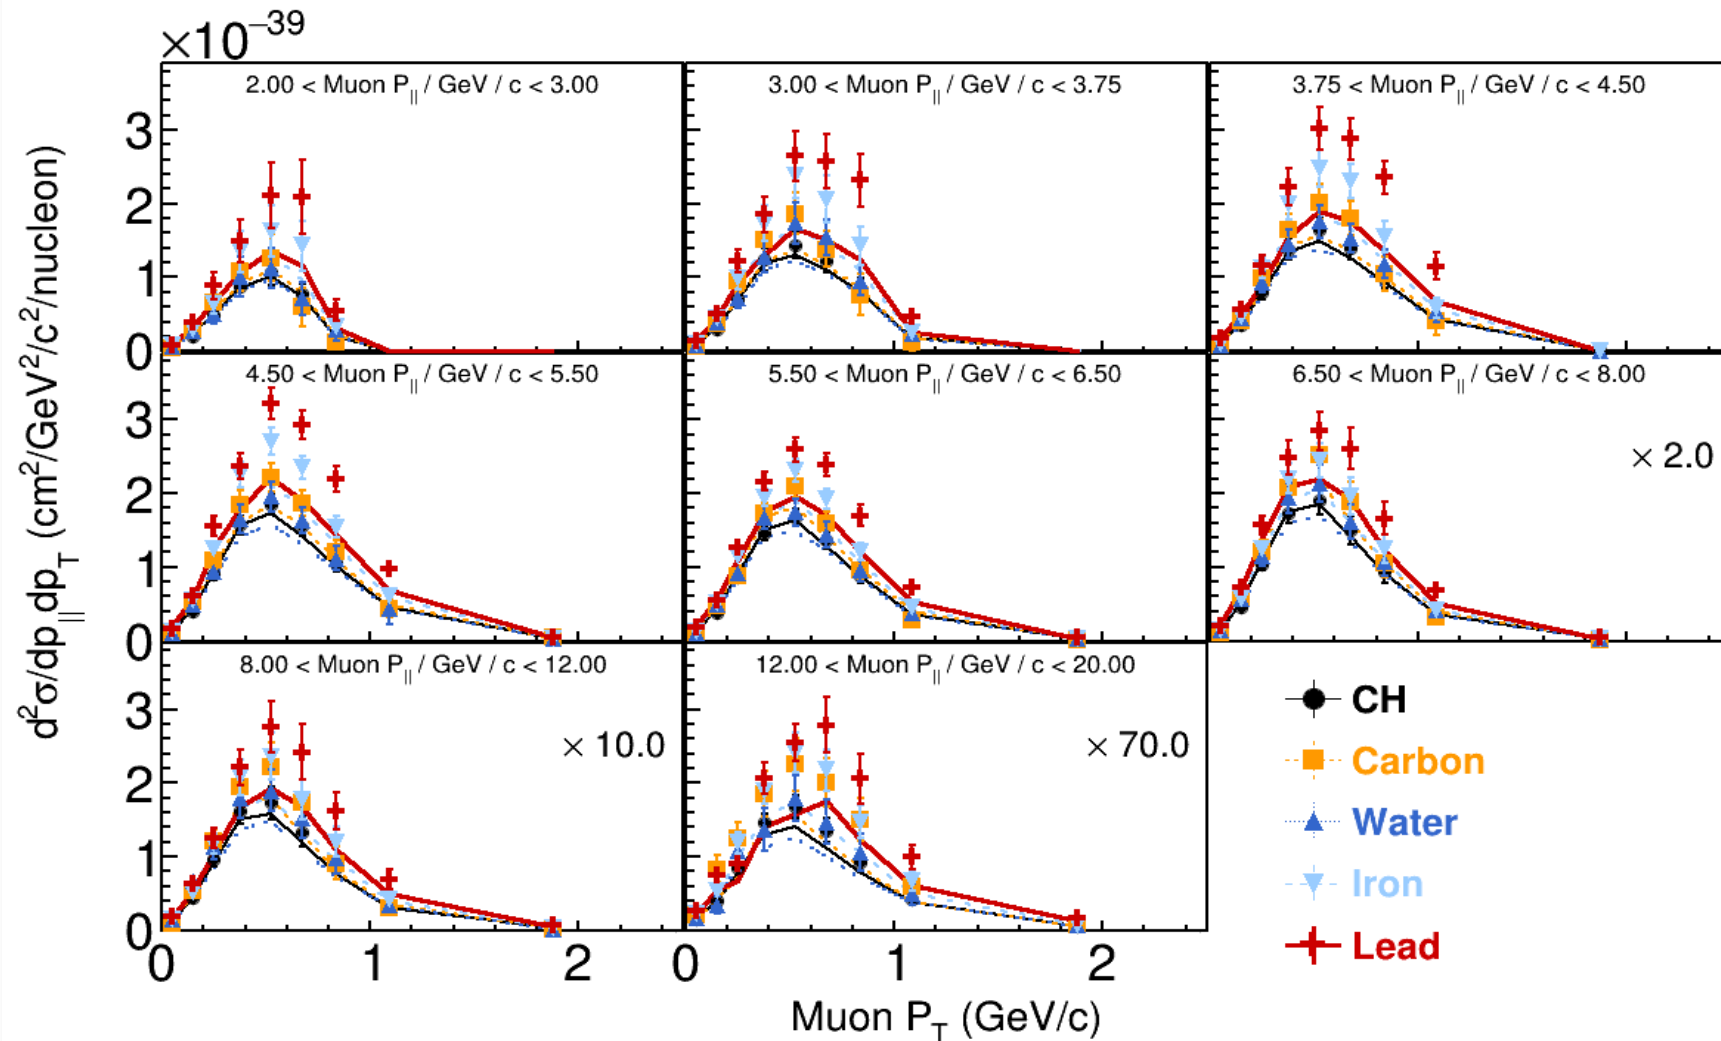 ×10⁻³⁹
d²σ/dp||dp_T (cm²/GeV²/c²/nucleon)
2.00 < Muon P|| / GeV / c < 3.00
3.00 < Muon P|| / GeV / c < 3.75
3.75 < Muon P|| / GeV / c < 4.50
3
2
1
0
4.50 < Muon P|| / GeV / c < 5.50
5.50 < Muon P|| / GeV / c < 6.50
6.50 < Muon P|| / GeV / c < 8.00
× 2.0
3
2
1
0
8.00 < Muon P|| / GeV / c < 12.00
× 10.0
12.00 < Muon P|| / GeV / c < 20.00
× 70.0
3
2
1
0
0 1 2
0 1 2
Muon P_T (GeV/c)
CH
Carbon
Water
Iron
Lead